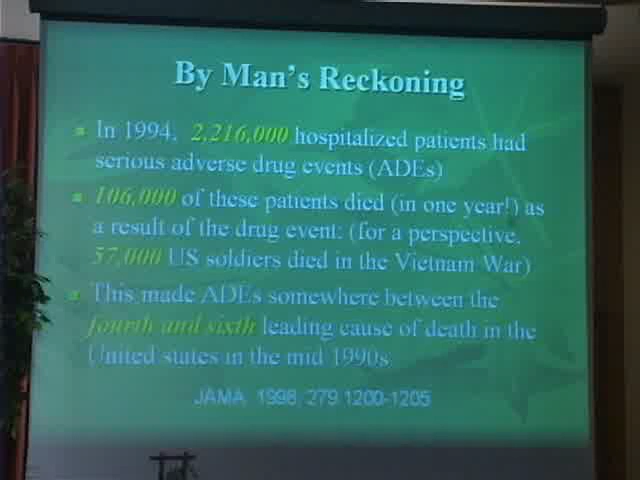 By Man's Reckoning
In 1994, 2,216,000 hospitalized patients had
serious adverse drug events (ADEs)
106,000 of these patients died (in one year!) as
a result of the drug event: (for a perspective,
57,000 US soldiers died in the Vietnam War)
This made ADEs somewhere between the
fourth and sixth leading cause of death in the
United states in the mid 1990s
JAMA, 1998, 279 1200-1205